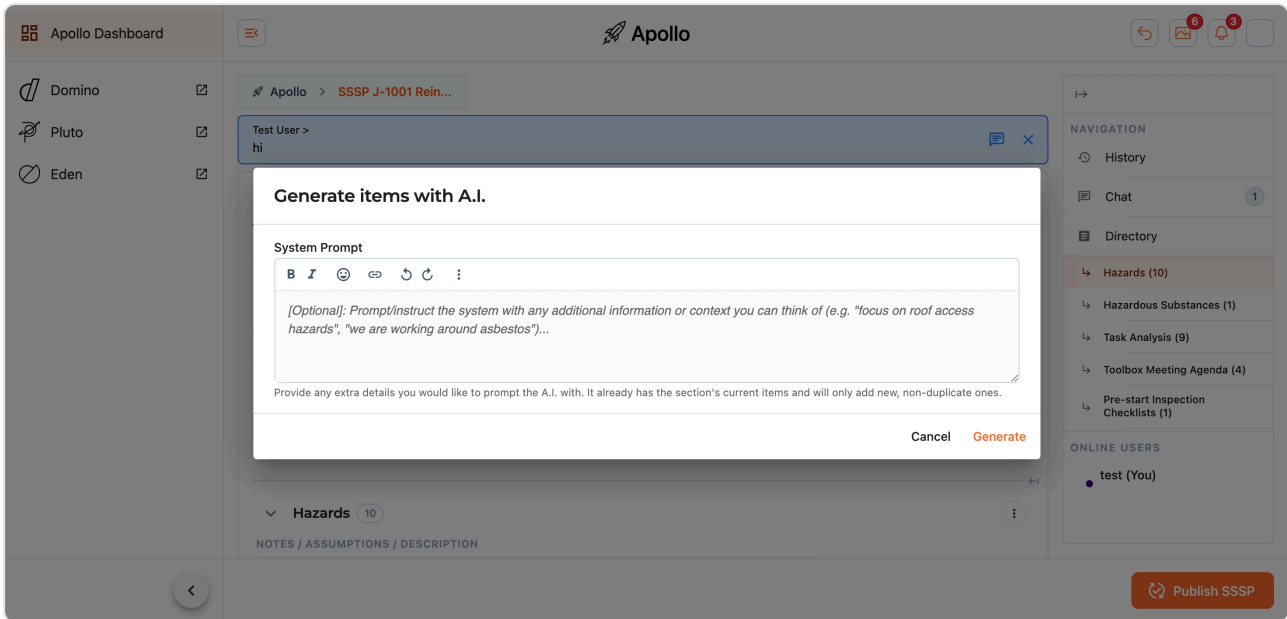 Apollo Dashboard
Apollo
6
3
Domino
Pluto
Eden
Apollo > SSSP J-1001 Rein...
Test User >
hi
Generate items with A.I.
System Prompt
B I
[Optional]: Prompt/instruct the system with any additional information or context you can think of (e.g. "focus on roof access
hazards", "we are working around asbestos")...
Provide any extra details you would like to prompt the A.I. with. It already has the section's current items and will only add new, non-duplicate ones.
Cancel Generate
Hazards 10
NOTES / ASSUMPTIONS / DESCRIPTION
NAVIGATION
History
Chat 1
Directory
Hazards (10)
Hazardous Substances (1)
Task Analysis (9)
Toolbox Meeting Agenda (4)
Pre-start Inspection
Checklists (1)
ONLINE USERS
test (You)
Publish SSSP